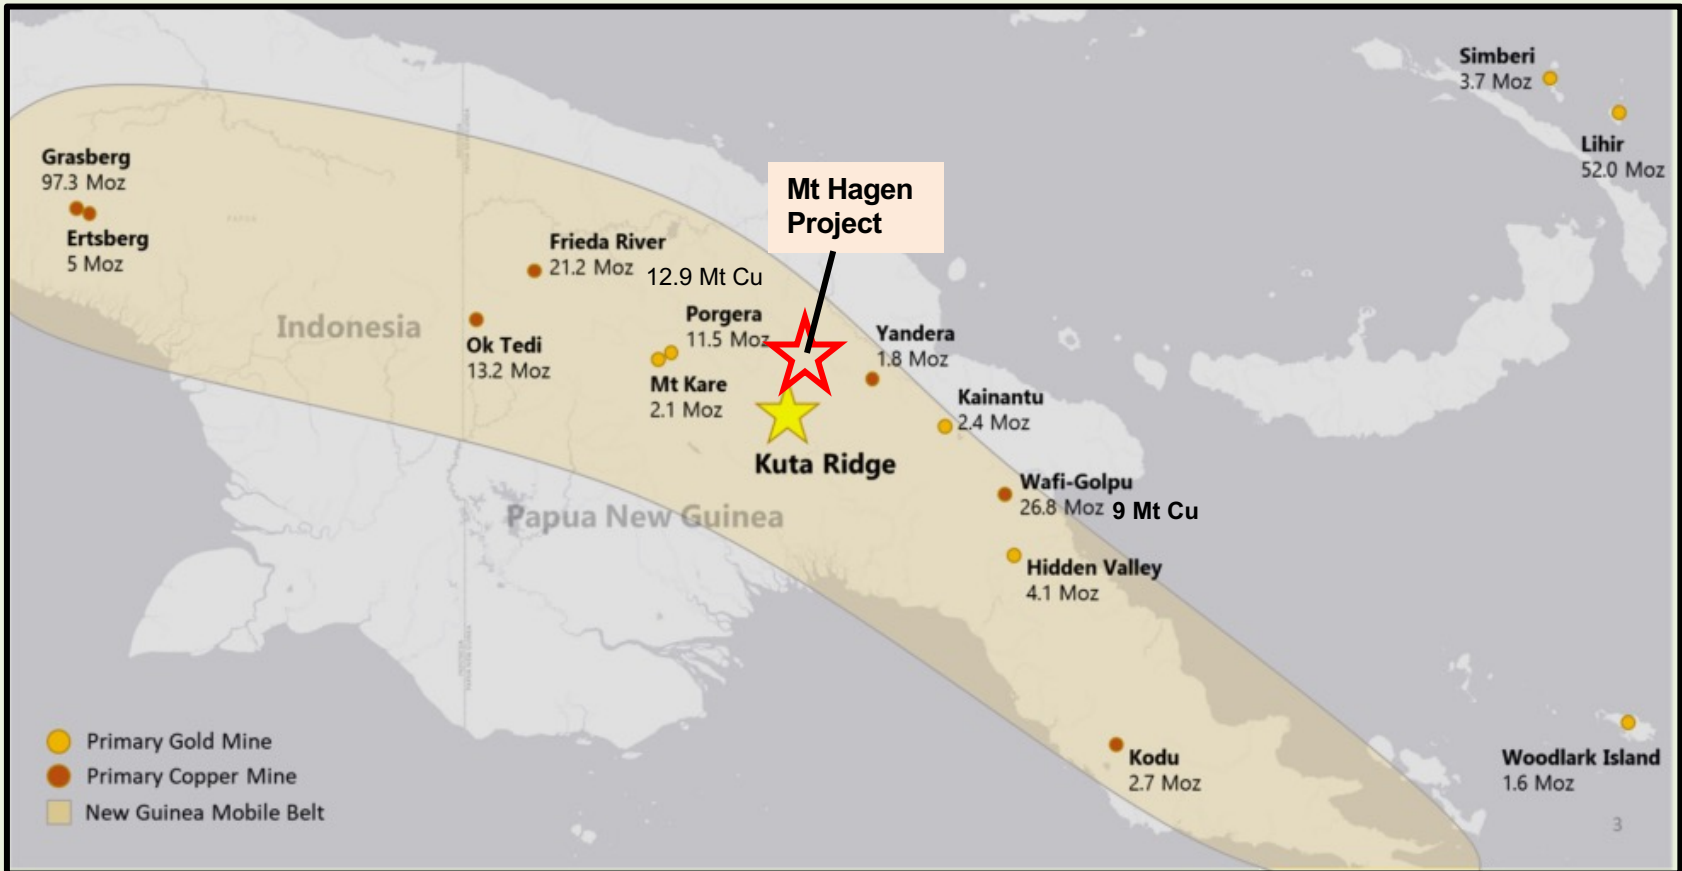 Simberi
3.7 Moz
Lihir
52.0 Moz
Grasberg
97.3 Moz
Ertsberg
5 Moz
Mt Hagen
Project
Frieda River
21.2 Moz
12.9 Mt Cu
Indonesia
Ok Tedi
13.2 Moz
Porgera
11.5 Moz
Mt Kare
2.1 Moz
Yandera
1.8 Moz
Kainantu
2.4 Moz
Kuta Ridge
Papua New Guinea
Wafi-Golpu
26.8 Moz 9 Mt Cu
Hidden Valley
4.1 Moz
Kodu
2.7 Moz
Woodlark Island
1.6 Moz
Primary Gold Mine
Primary Copper Mine
New Guinea Mobile Belt
3